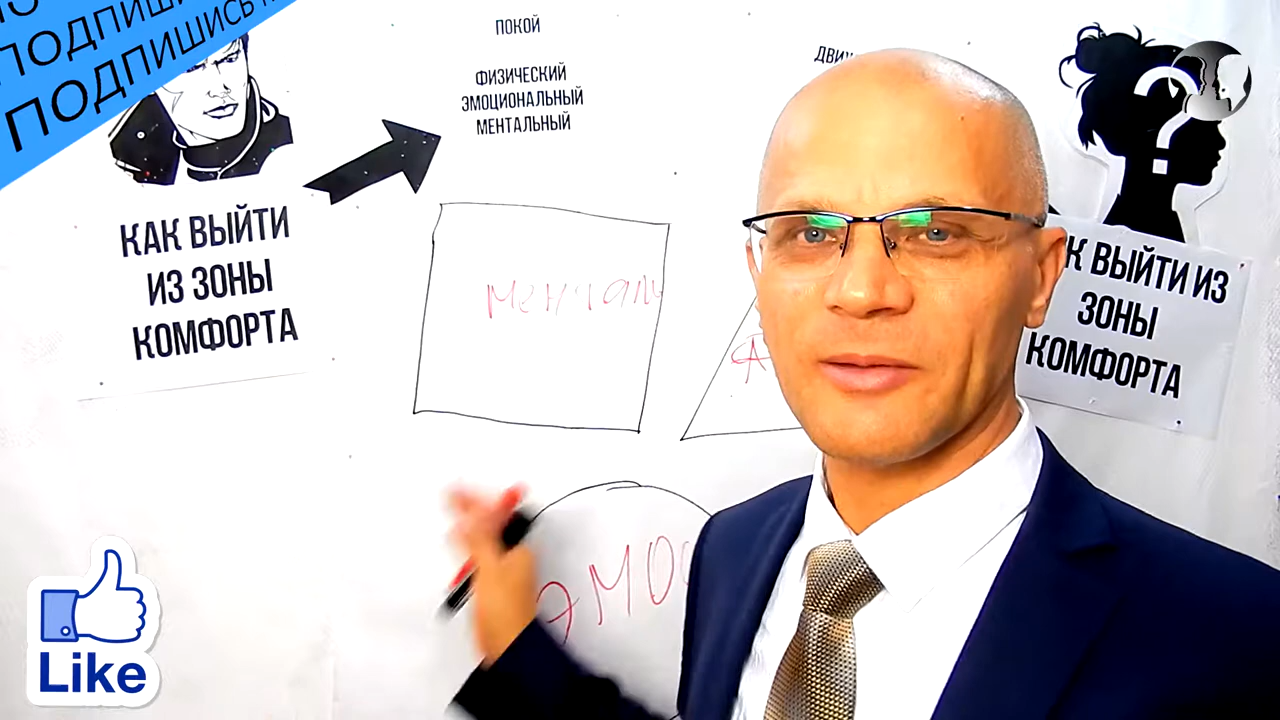 ПОДПИШИСЬ
ПОКОЙ
ФИЗИЧЕСКИЙ
ЭМОЦИОНАЛЬНЫЙ
МЕНТАЛЬНЫЙ
КАК ВЫЙТИ
ИЗ ЗОНЫ
КОМФОРТА
ВЫЙТИ ИЗ
ЗОНЫ
КОМФОРТА
Like